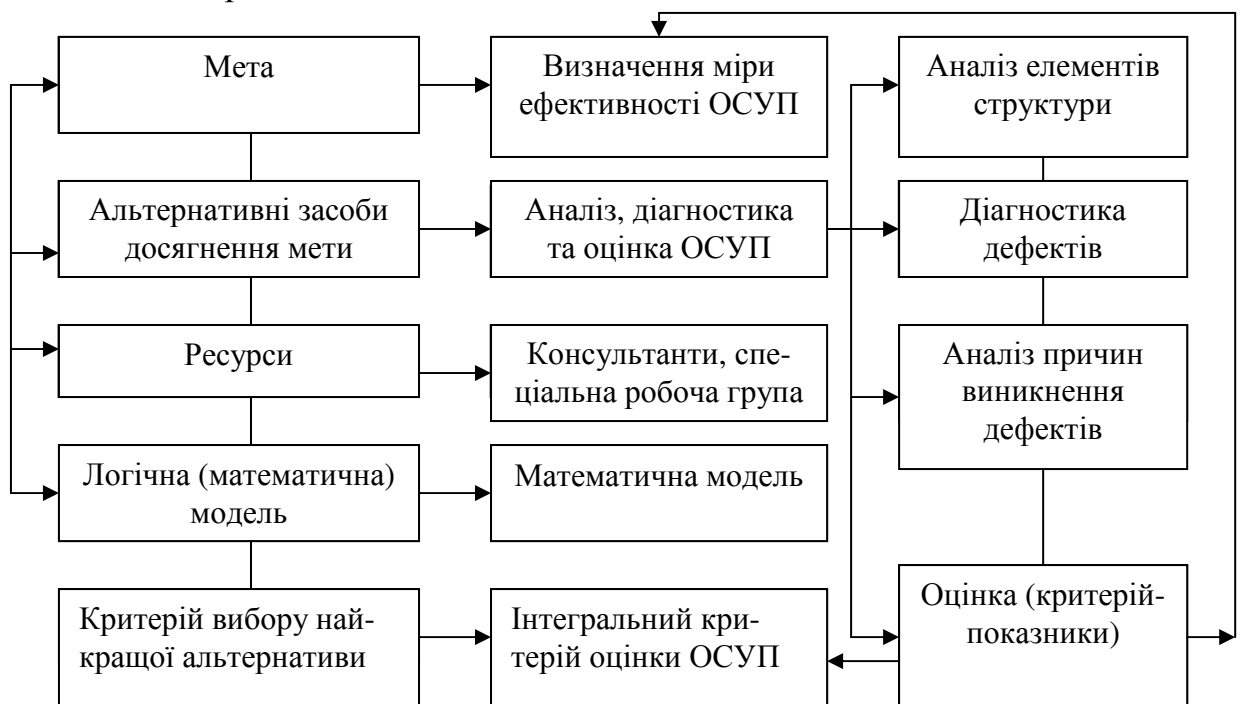 Мета
Визначення міри
ефективності ОСУП
Аналіз елементів
структури
Альтернативні засоби
досягнення мети
Аналіз, діагностика
та оцінка ОСУП
Діагностика
дефектів
Ресурси
Консультанти, спе-
ціальна робоча група
Аналіз причин
виникнення
дефектів
Логічна (математична)
модель
Математична модель
Критерій вибору най-
кращої альтернативи
Інтегральний кри-
терій оцінки ОСУП
Оцінка (критерій-
показники)